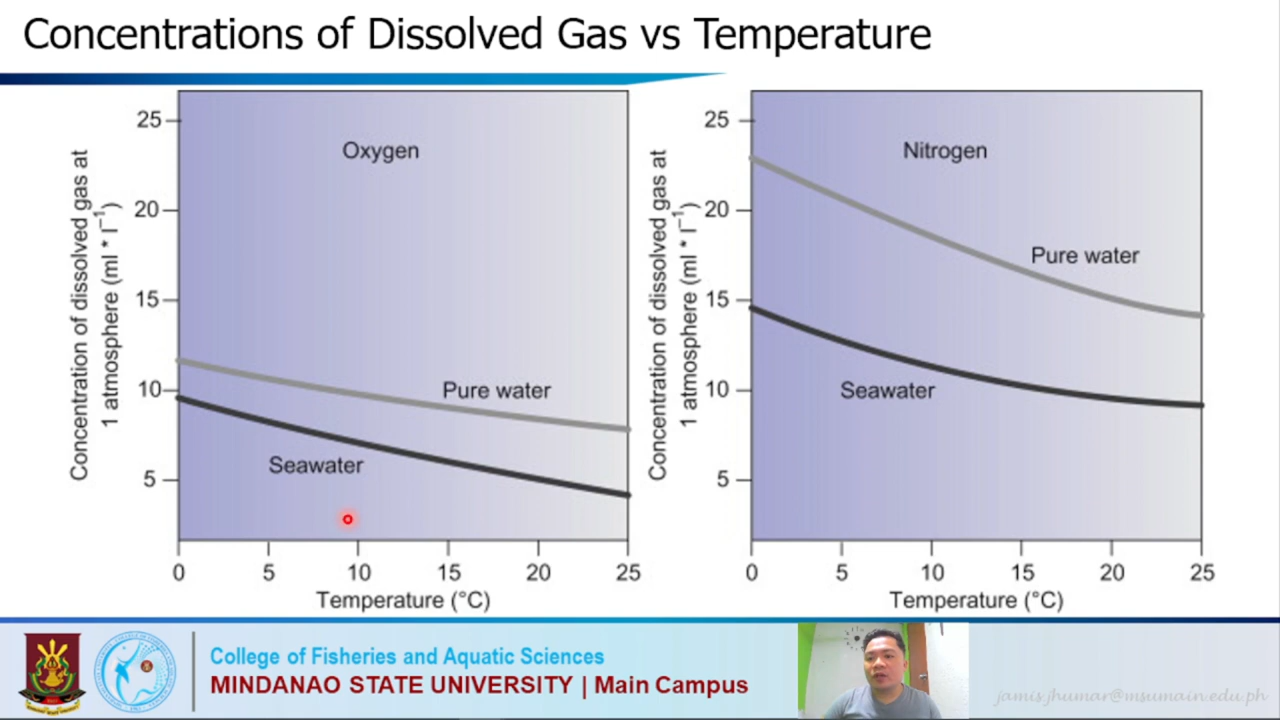 Concentrations of Dissolved Gas vs Temperature
Concentration of dissolved gas at
1 atmosphere (ml * l⁻¹)
25
20
15
10
5
Oxygen
Pure water
Seawater
0 5 10 15 20 25
Temperature (°C)
Concentration of dissolved gas at
1 atmosphere (ml * l⁻¹)
25
20
15
10
5
Nitrogen
Pure water
Seawater
0 5 10 15 20 25
Temperature (°C)
College of Fisheries and Aquatic Sciences
MINDANAO STATE UNIVERSITY | Main Campus
jamis.jhumar@msumain.edu.ph